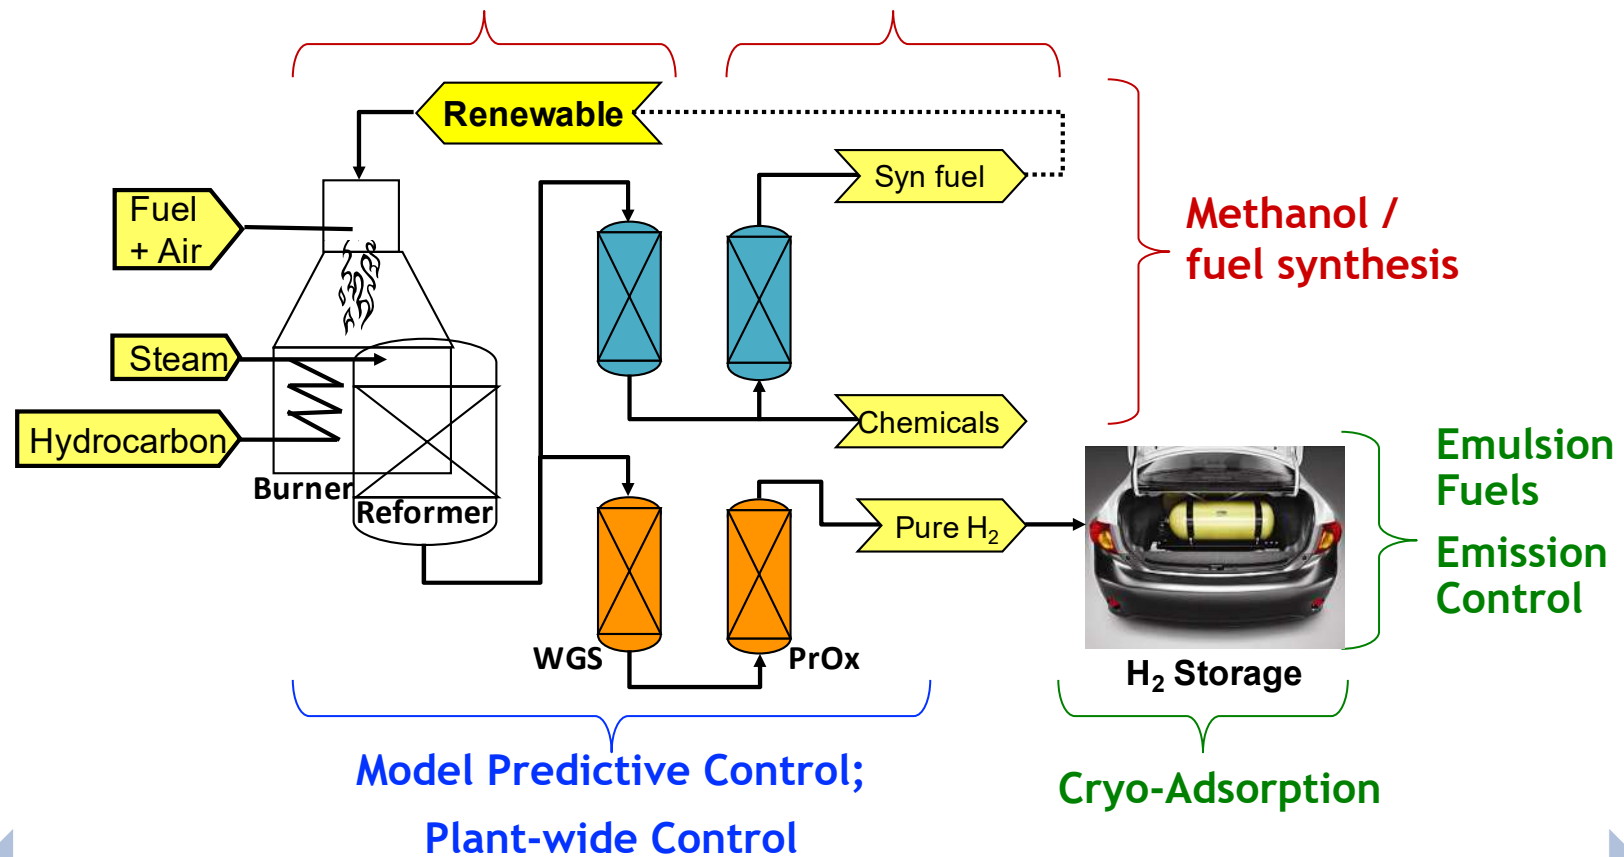 Renewable
Fuel
+ Air
Syn fuel
Methanol /
fuel synthesis
Steam
Hydrocarbon
Chemicals
Burner
Reformer
Pure H₂
Emulsion
Fuels
Emission
Control
WGS
PrOx
H₂ Storage
Model Predictive Control;
Plant-wide Control
Cryo-Adsorption